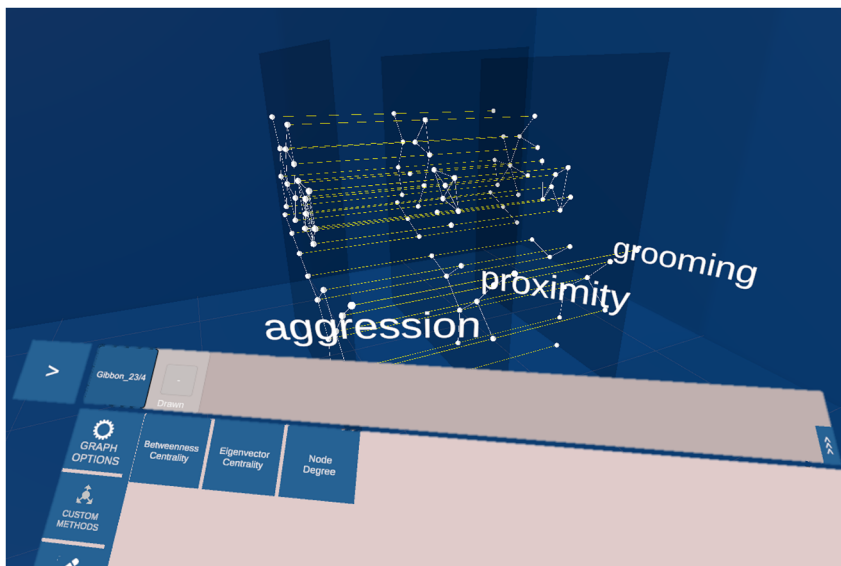 grooming
proximity
aggression
>
Gibbon_23/4
-
Drawn
GRAPH
OPTIONS
Betweenness
Centrality
Eigenvector
Centrality
Node
Degree
CUSTOM
METHODS